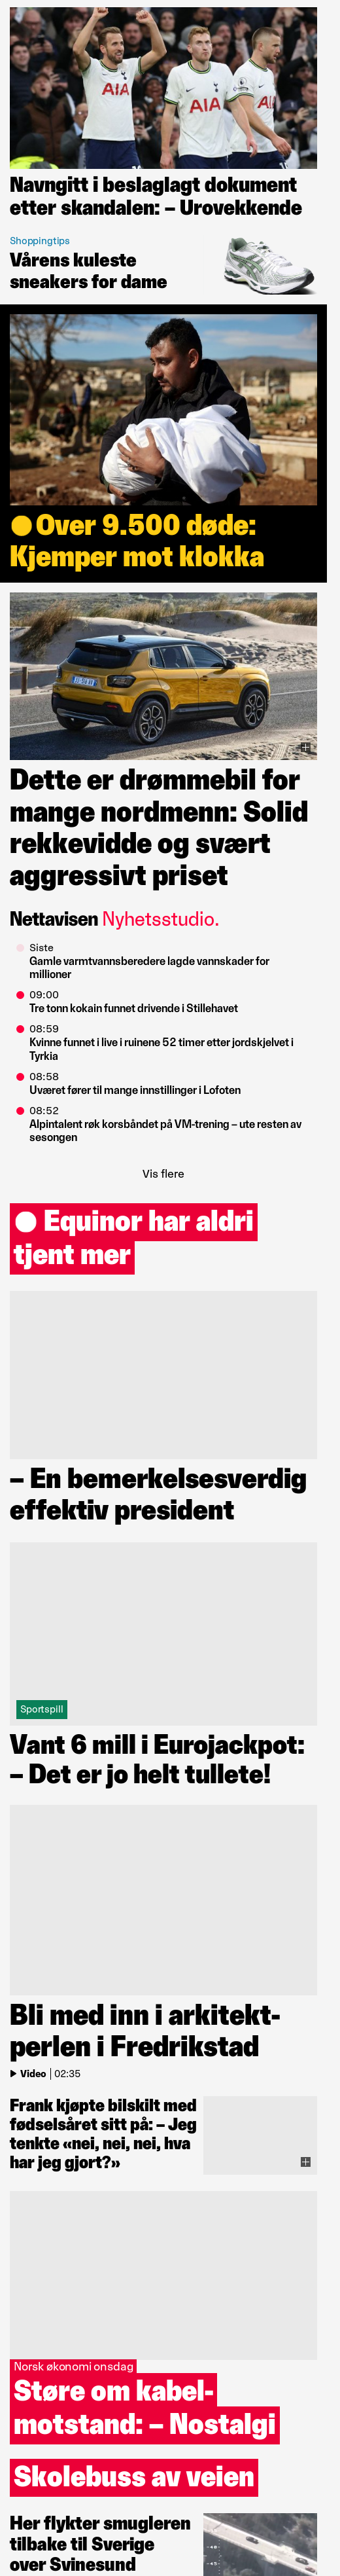 AIA
AIA
AIA
Navngitt i beslaglagt dokument
etter skandalen: – Urovekkende
Shoppingtips
Vårens kuleste
sneakers for dame
Over 9.500 døde:
Kjemper mot klokka
Dette er drømmebil for
mange nordmenn: Solid
rekkevidde og svært
aggressivt priset
Nettavisen Nyhetsstudio.
Siste
Gamle varmtvannsberedere lagde vannskader for
millioner
09:00
Tre tonn kokain funnet drivende i Stillehavet
08:59
Kvinne funnet i live i ruinene 52 timer etter jordskjelvet i
Tyrkia
08:58
Uværet fører til mange innstillinger i Lofoten
08:52
Alpintalent røk korsbåndet på VM-trening – ute resten av
sesongen
Vis flere
Equinor har aldri
tjent mer
– En bemerkelsesverdig
effektiv president
Sportspill
Vant 6 mill i Eurojackpot:
– Det er jo helt tullete!
Bli med inn i arkitekt-
perlen i Fredrikstad
Video | 02:35
Frank kjøpte bilskilt med
fødselsåret sitt på: – Jeg
tenkte «nei, nei, nei, hva
har jeg gjort?»
Norsk økonomi onsdag
Støre om kabel-
motstand: – Nostalgi
Skolebuss av veien
Her flykter smugleren
tilbake til Sverige
over Svinesund